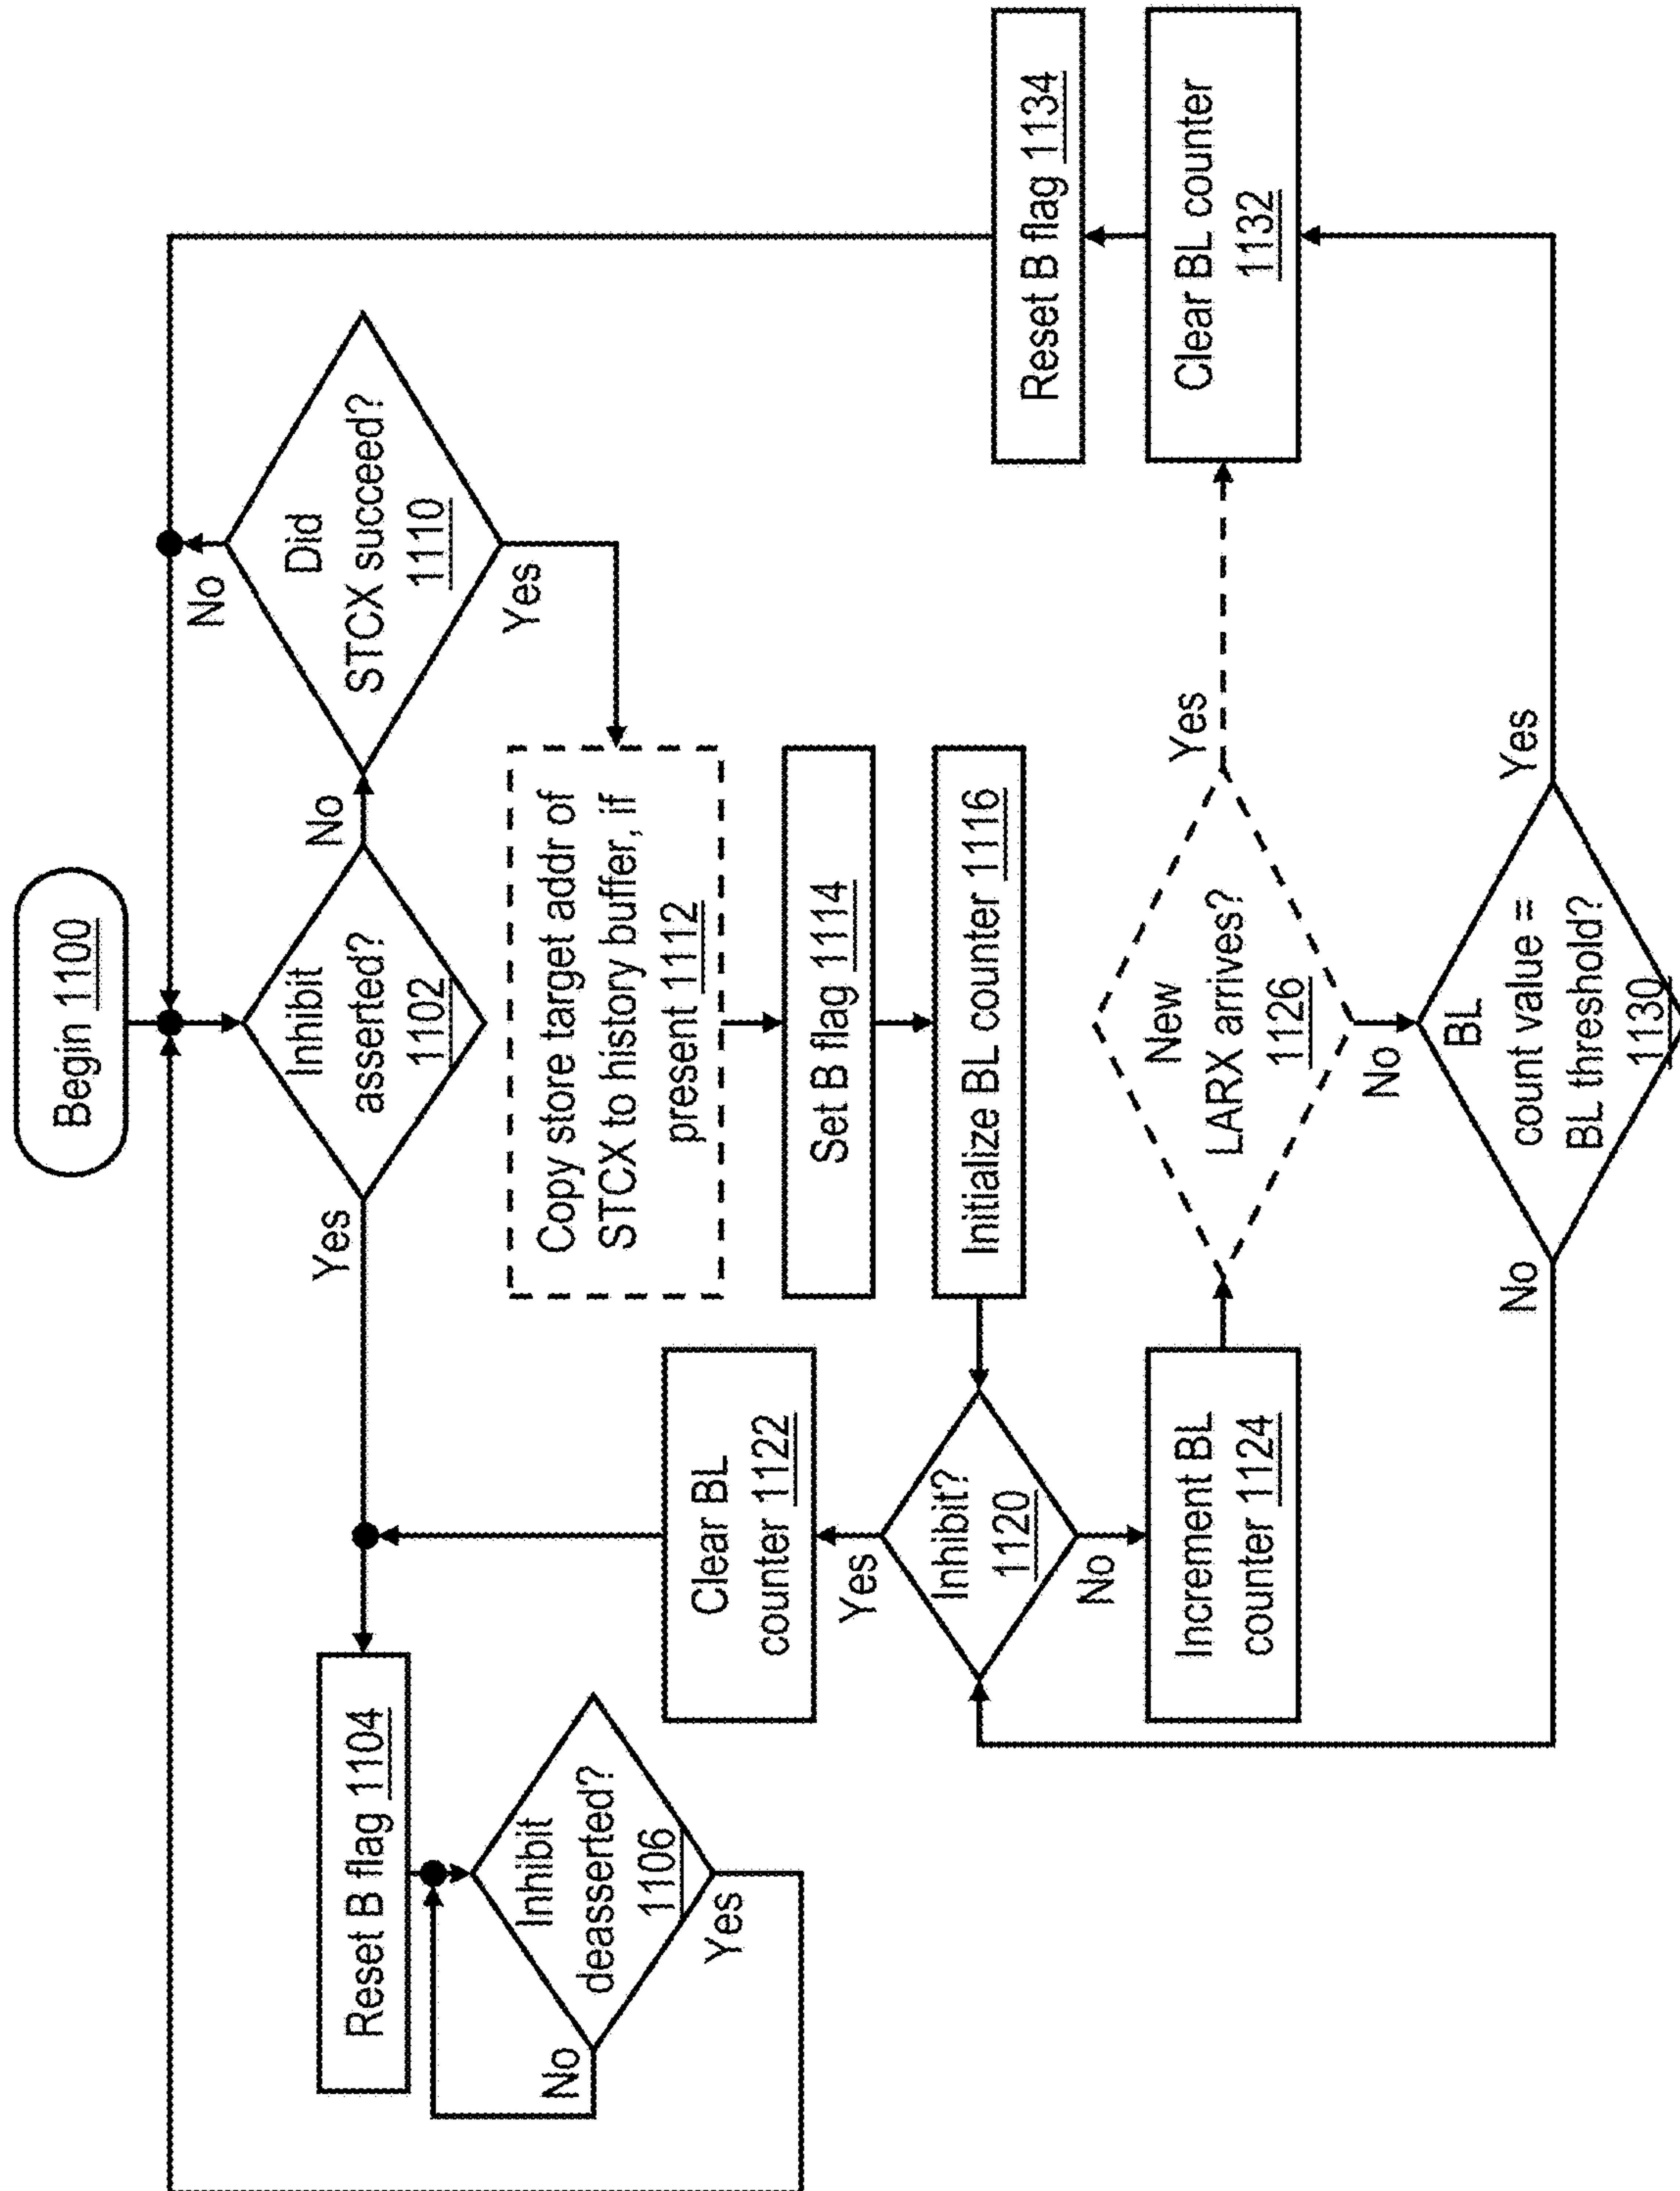 Begin 1100
Inhibit
asserted?
1102
Yes
No
Did
STCX succeed?
1110
No
Yes
Reset B flag 1104
Inhibit
deasserted?
1106
No
Yes
Copy store target addr of
STCX to history buffer, if
present 1112
Set B flag 1114
Initialize BL counter 1116
Clear BL
counter 1122
Yes
Inhibit?
1120
No
Increment BL
counter 1124
New
LARX arrives?
1126
Yes
No
BL
count value =
BL threshold?
1130
No
Yes
Reset B flag 1134
Clear BL counter
1132